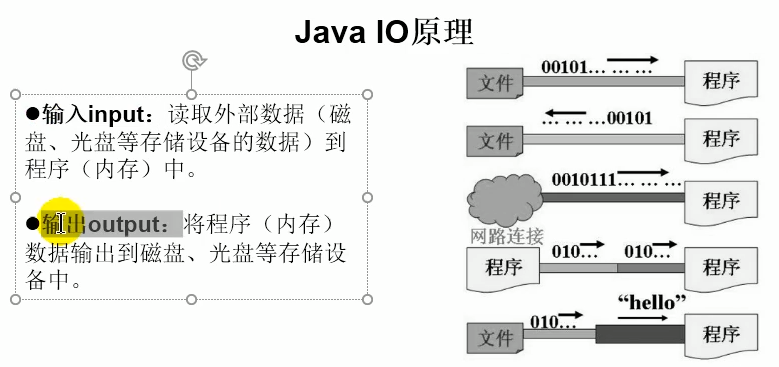 Java IO原理
●输入input：读取外部数据（磁
盘、光盘等存储设备的数据）到
程序（内存）中。
●输出output：将程序（内存）
数据输出到磁盘、光盘等存储设
备中。
00101… … …
文件
程序
… … …00101
文件
程序
0010111… … …
网路连接
程序
010… 010…
程序
程序
“hello”
010…
文件
程序